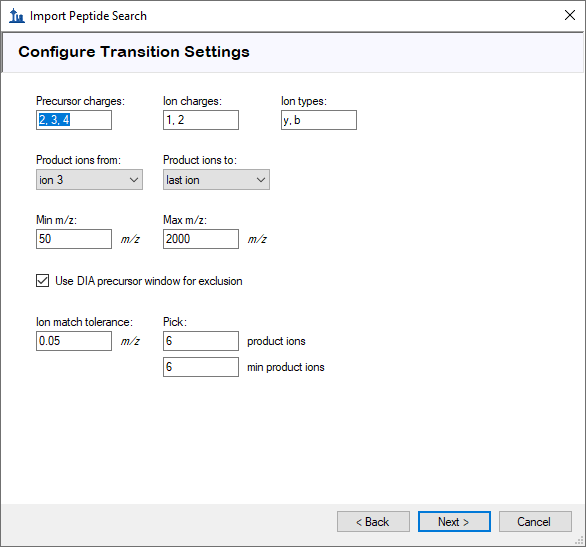 Import Peptide Search
Configure Transition Settings
Precursor charges: Ion charges: Ion types:
2, 3, 4 1, 2 y, b
Product ions from: Product ions to:
ion 3 last ion
Min m/z: Max m/z:
50 m/z 2000 m/z
Use DIA precursor window for exclusion
Ion match tolerance: Pick:
0.05 m/z 6 product ions
6 min product ions
< Back Next > Cancel